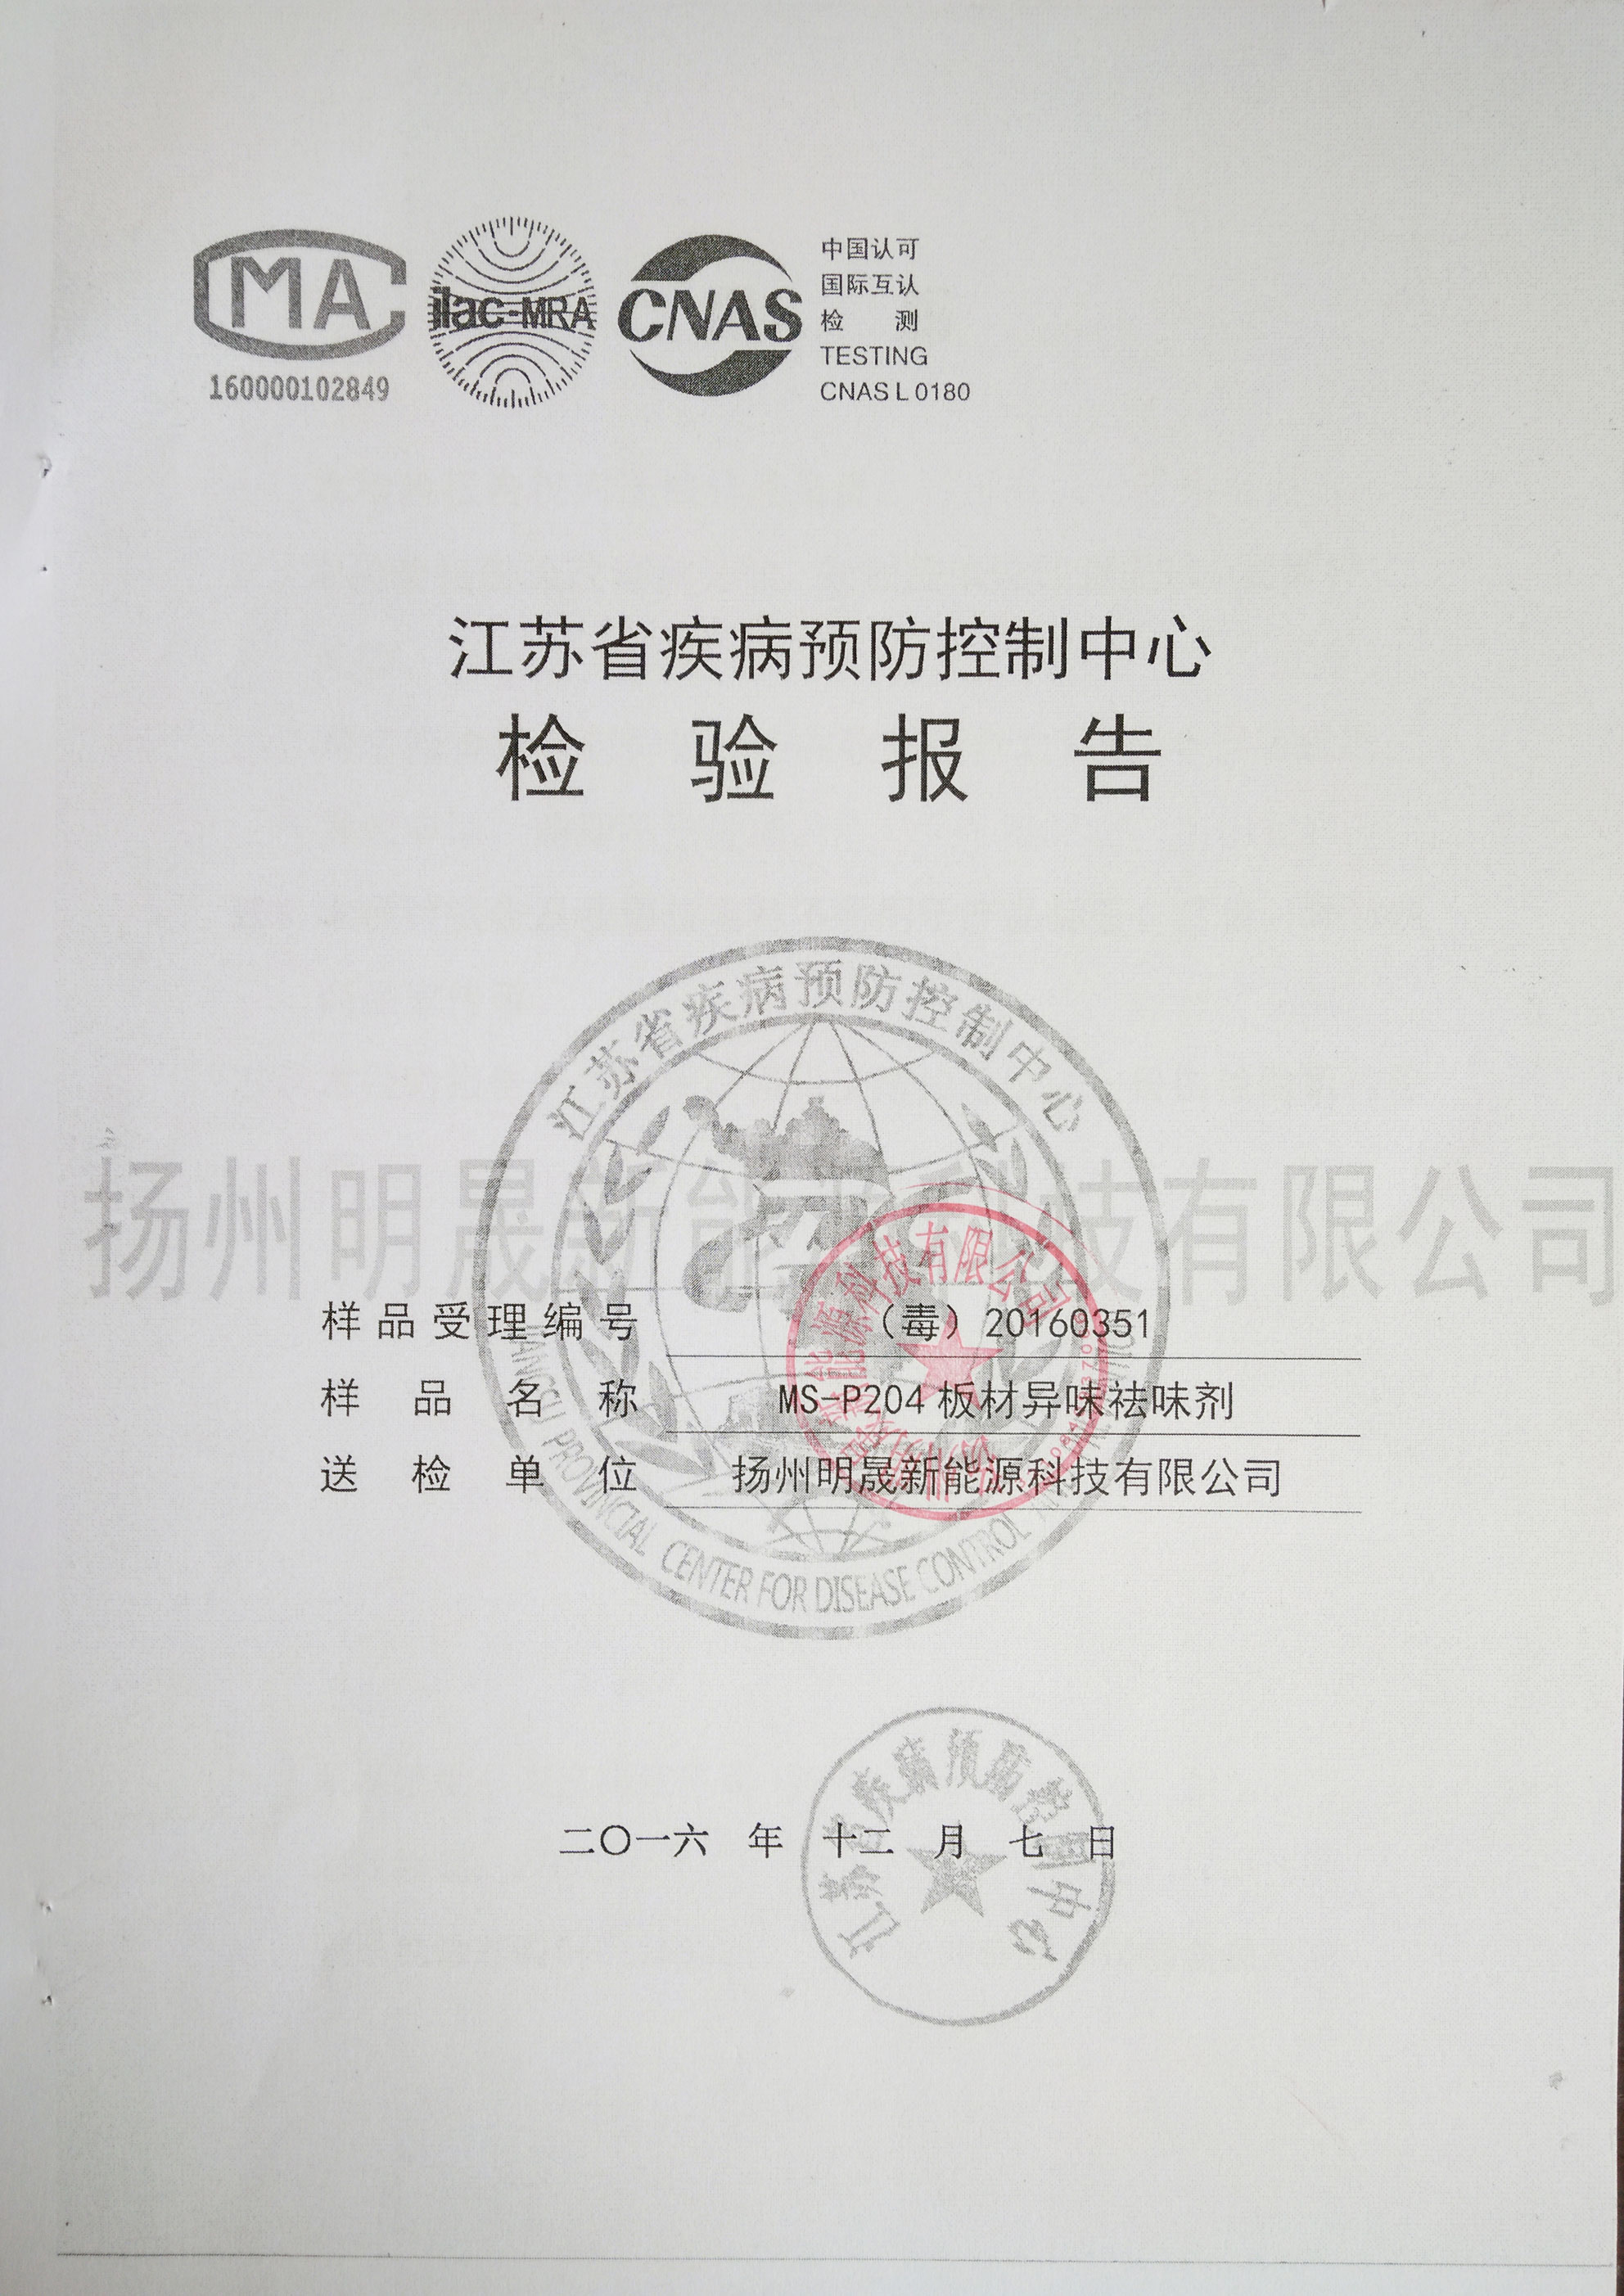 MA
160000102849
ilac-MRA
CNAS
中国认可
国际互认
检 测
TESTING
CNAS L 0180
江苏省疾病预防控制中心
检 验 报 告
江苏省疾病预防控制中心
扬州明晟新能源科技有限公司
样品受理编号 （毒）20160351
样 品 名 称 MS-P204 板材异味祛味剂
送 检 单 位 扬州明晟新能源科技有限公司
扬州明晟新能源科技有限公司
JIANGSU PROVINCIAL CENTER FOR DISEASE CONTROL
二〇一六 年 十二 月 七 日
江苏省疾病预防控制中心